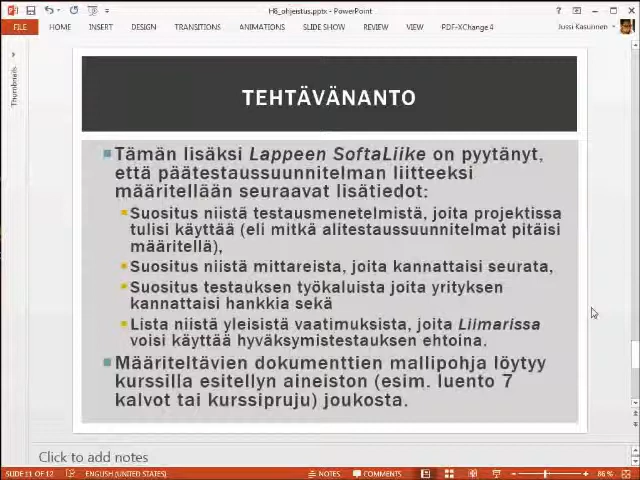 H6_ohjeistus.pptx - PowerPoint
FILE HOME INSERT DESIGN TRANSITIONS ANIMATIONS SLIDE SHOW REVIEW VIEW PDF-XChange 4 Jussi Kasurinen
Thumbnails
TEHTÄVÄNANTO
Tämän lisäksi Lappeen SoftaLiike on pyytänyt,
että päätestaussuunnitelman liitteeksi
määritellään seuraavat lisätiedot:
Suositus niistä testausmenetelmistä, joita projektissa
tulisi käyttää (eli mitkä alitestaussuunnitelmat pitäisi
määritellä),
Suositus niistä mittareista, joita kannattaisi seurata,
Suositus testauksen työkaluista joita yrityksen
kannattaisi hankkia sekä
Lista niistä yleisistä vaatimuksista, joita Liimarissa
voisi käyttää hyväksymistestauksen ehtoina.
Määriteltävien dokumenttien mallipohja löytyy
kurssilla esitellyn aineiston (esim. luento 7
kalvot tai kurssipruju) joukosta.
Click to add notes
SLIDE 11 OF 12 ENGLISH (UNITED STATES) NOTES COMMENTS 86 %